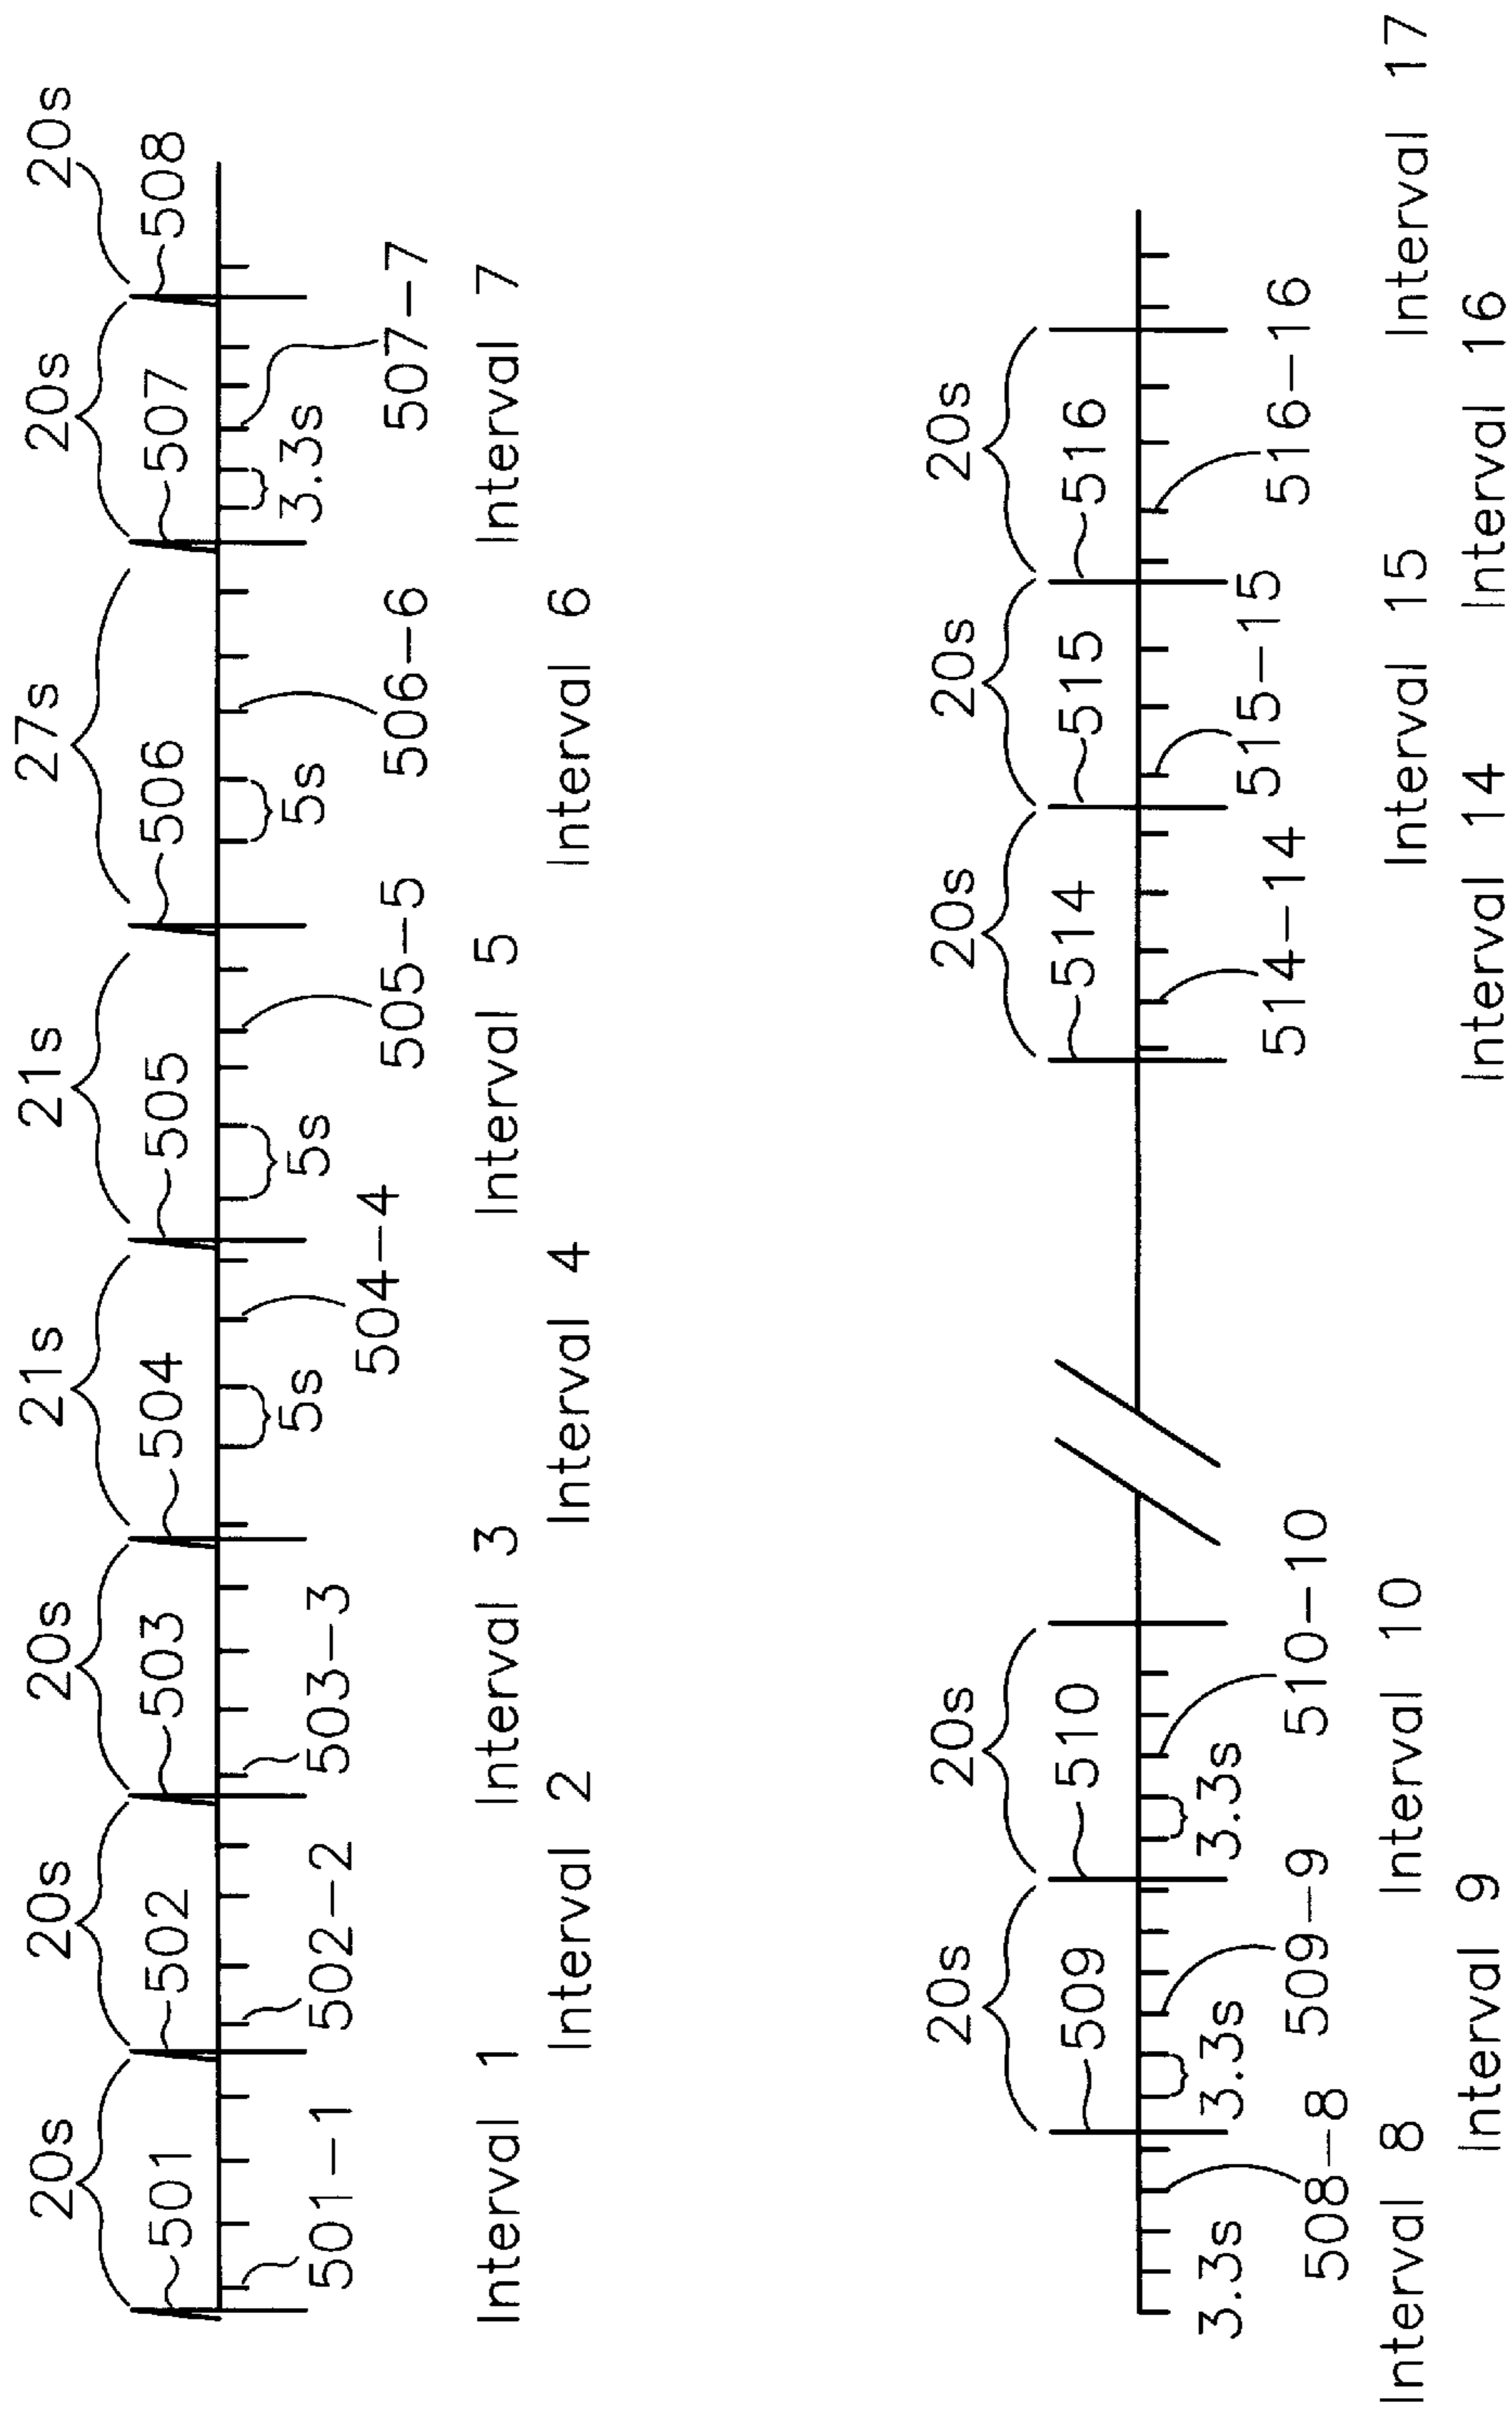 20s 20s 20s 21s 21s 27s 20s 20s
501 502 503 504 505 506 507 508
5s 5s 5s 3.3s
501-1 502-2 503-3 504-4 505-5 506-6 507-7
Interval 1 Interval 3 Interval 5 Interval 7
Interval 2 Interval 4 Interval 6
20s 20s 20s 20s 20s
509 510 514 515 516
3.3s 3.3s 3.3s
508-8 509-9 510-10 514-14 515-15 516-16
Interval 8 Interval 10 Interval 15 Interval 17
Interval 9 Interval 14 Interval 16